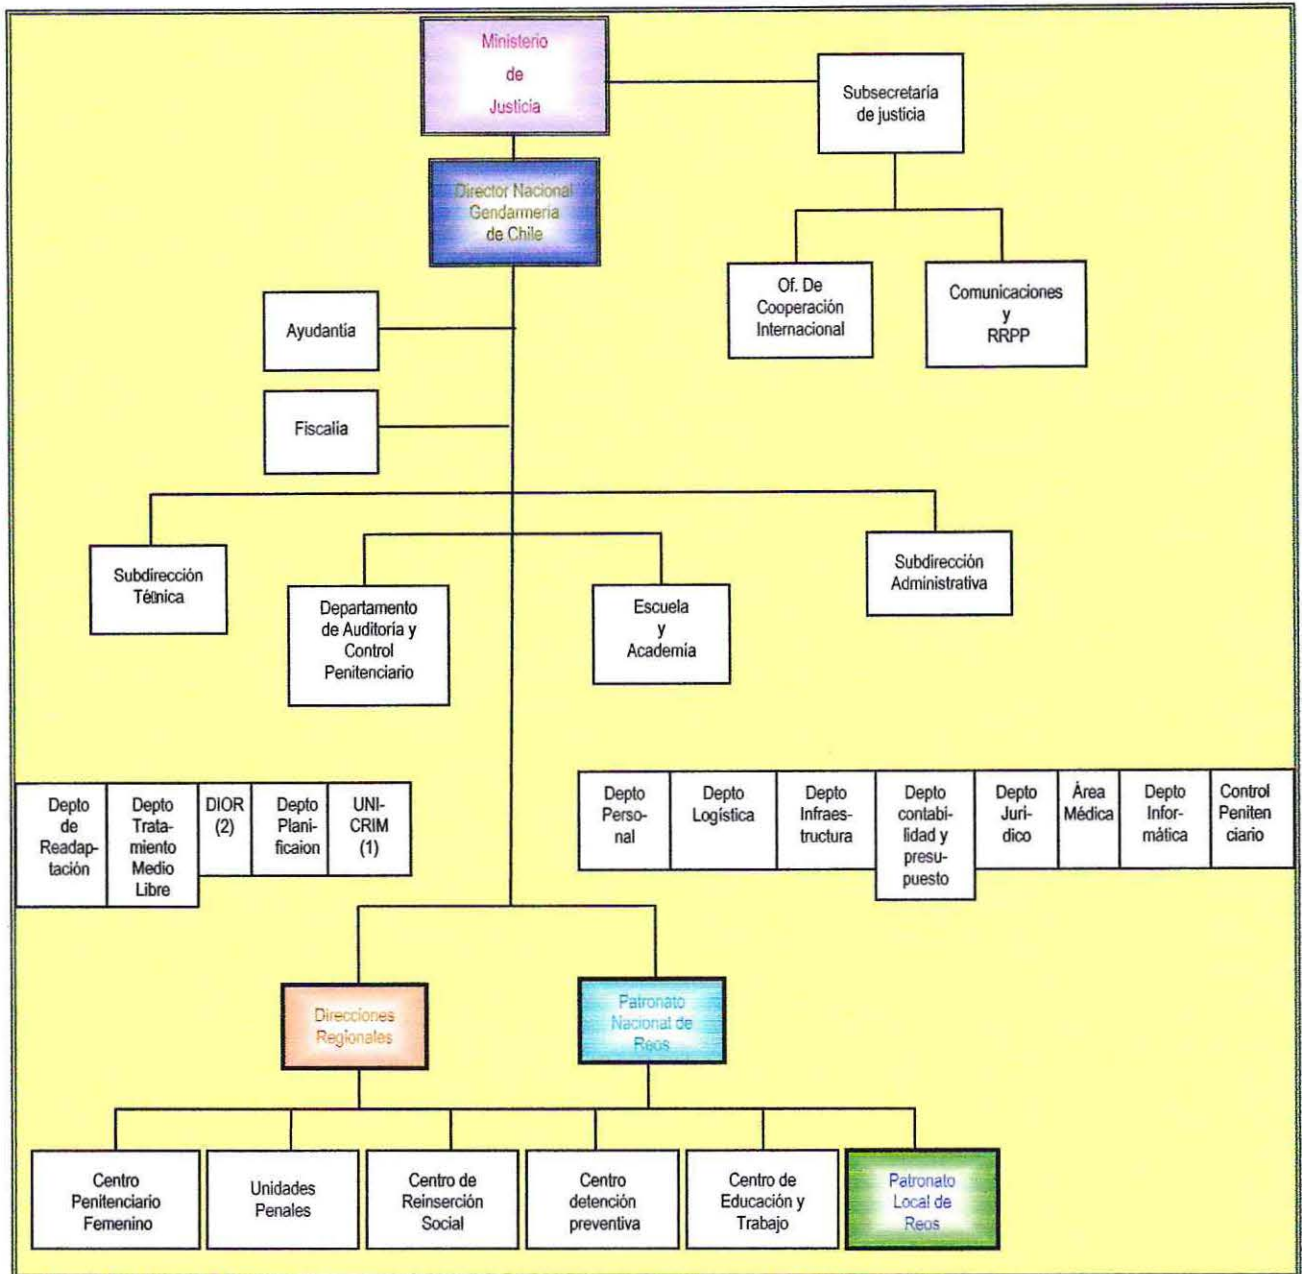 Ministerio
de
Justicia
Subsecretaría
de justicia
Director Nacional
Gendarmería
de Chile
Of. De
Cooperación
Internacional
Comunicaciones
y
RRPP
Ayudantía
Fiscalía
Subdirección
Técnica
Departamento
de Auditoría y
Control
Penitenciario
Escuela
y
Academía
Subdirección
Administrativa
Depto
de
Readap-
tación
Depto
Trata-
miento
Medio
Libre
DIOR
(2)
Depto
Plani-
ficaion
UNI-
CRIM
(1)
Depto
Perso-
nal
Depto
Logística
Depto
Infraes-
tructura
Depto
contabi-
lidad y
presu-
puesto
Depto
Jurí-
dico
Área
Médica
Depto
Infor-
mática
Control
Peniten
ciario
Direcciones
Regionales
Patronato
Nacional de
Reos
Centro
Penitenciario
Femenino
Unidades
Penales
Centro de
Reinserción
Social
Centro
detención
preventiva
Centro de
Educación y
Trabajo
Patronato
Local de
Reos